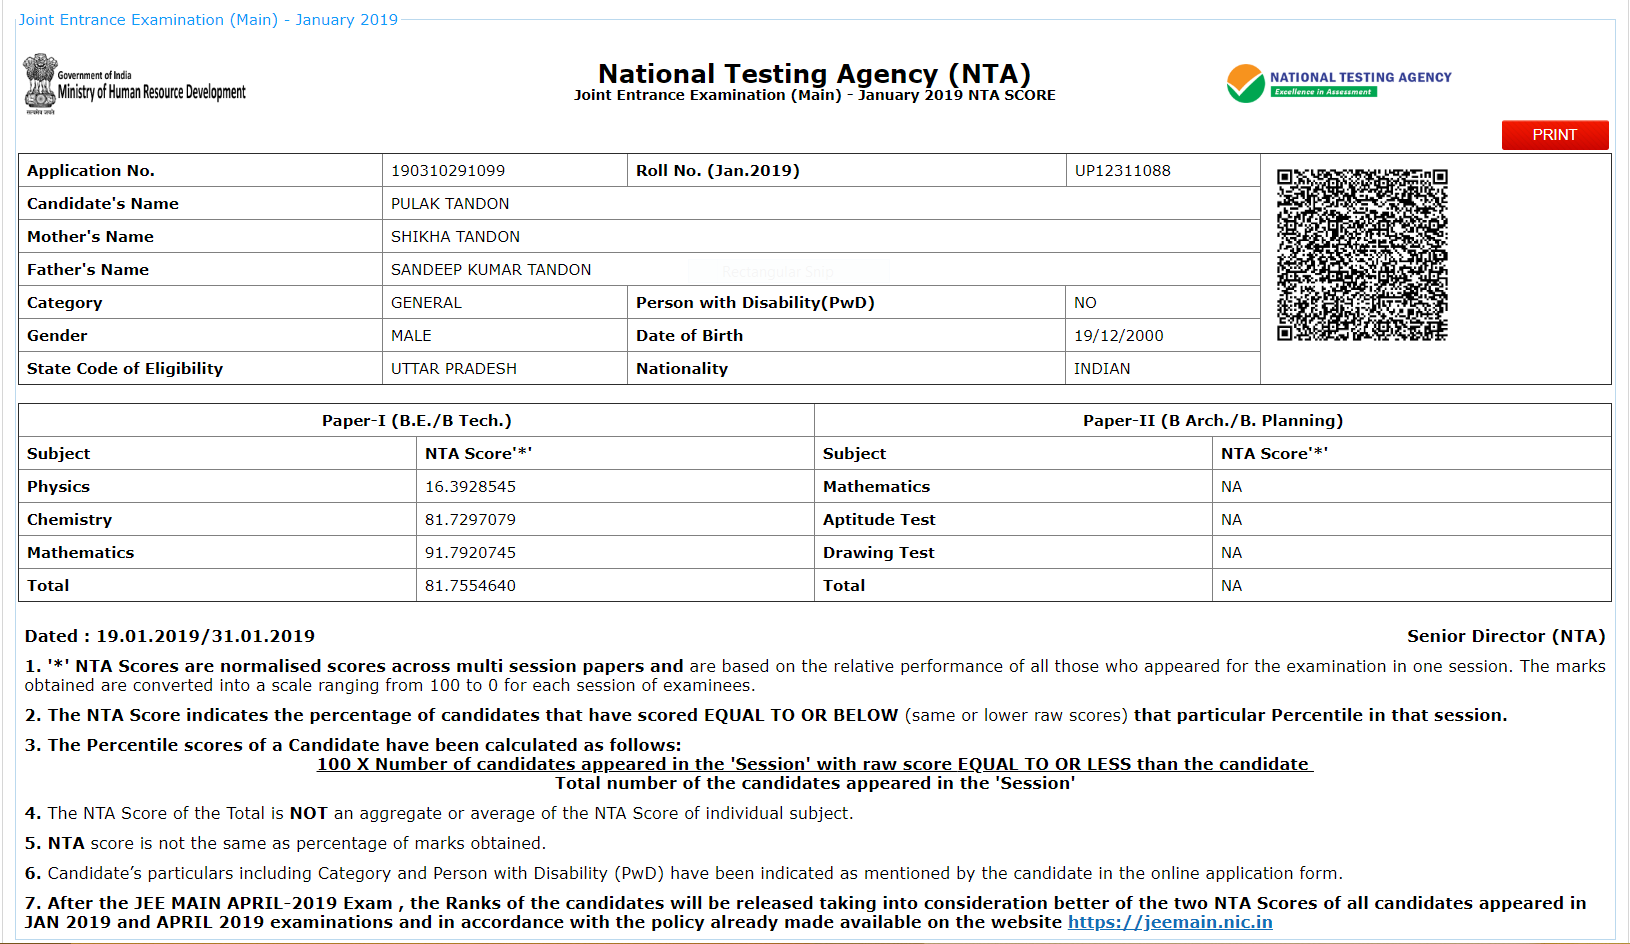 Joint Entrance Examination (Main) - January 2019
Government of India
Ministry of Human Resource Development
सत्यमेव जयते
National Testing Agency (NTA)
Joint Entrance Examination (Main) - January 2019 NTA SCORE
NATIONAL TESTING AGENCY
Excellence in Assessment
PRINT
Application No. 190310291099 Roll No. (Jan.2019) UP12311088
Candidate's Name PULAK TANDON
Mother's Name SHIKHA TANDON
Father's Name SANDEEP KUMAR TANDON
Rectangular Snip
Category GENERAL Person with Disability(PwD) NO
Gender MALE Date of Birth 19/12/2000
State Code of Eligibility UTTAR PRADESH Nationality INDIAN
Paper-I (B.E./B Tech.) Paper-II (B Arch./B. Planning)
Subject NTA Score'*' Subject NTA Score'*'
Physics 16.3928545 Mathematics NA
Chemistry 81.7297079 Aptitude Test NA
Mathematics 91.7920745 Drawing Test NA
Total 81.7554640 Total NA
Dated : 19.01.2019/31.01.2019 Senior Director (NTA)
1. '*' NTA Scores are normalised scores across multi session papers and are based on the relative performance of all those who appeared for the examination in one session. The marks
obtained are converted into a scale ranging from 100 to 0 for each session of examinees.
2. The NTA Score indicates the percentage of candidates that have scored EQUAL TO OR BELOW (same or lower raw scores) that particular Percentile in that session.
3. The Percentile scores of a Candidate have been calculated as follows:
100 X Number of candidates appeared in the 'Session' with raw score EQUAL TO OR LESS than the candidate
Total number of the candidates appeared in the 'Session'
4. The NTA Score of the Total is NOT an aggregate or average of the NTA Score of individual subject.
5. NTA score is not the same as percentage of marks obtained.
6. Candidate’s particulars including Category and Person with Disability (PwD) have been indicated as mentioned by the candidate in the online application form.
7. After the JEE MAIN APRIL-2019 Exam , the Ranks of the candidates will be released taking into consideration better of the two NTA Scores of all candidates appeared in
JAN 2019 and APRIL 2019 examinations and in accordance with the policy already made available on the website https://jeemain.nic.in